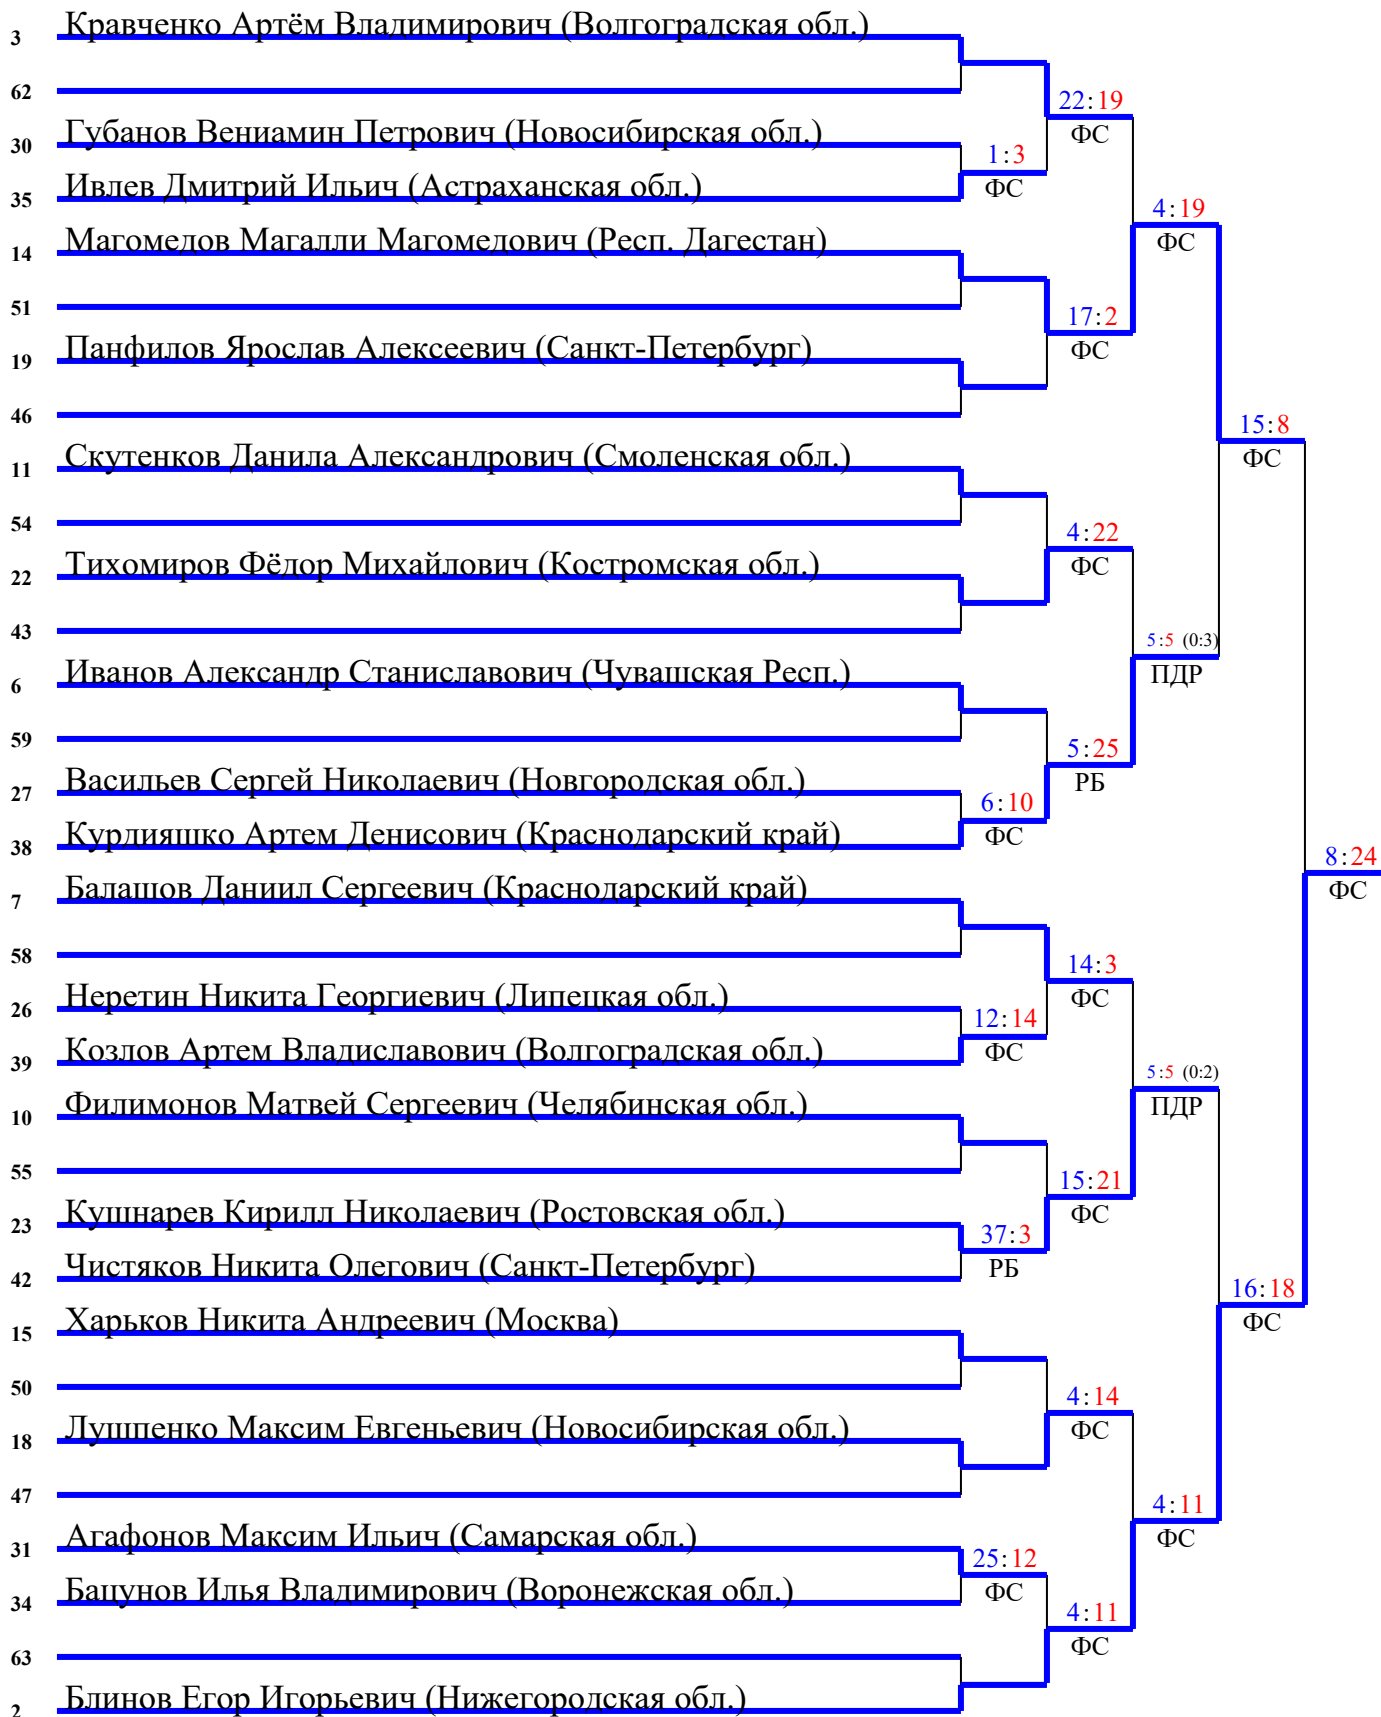 3 Кравченко Артём Владимирович (Волгоградская обл.)
62
22:19
ФС
30 Губанов Вениамин Петрович (Новосибирская обл.)
1:3
ФС
35 Ивлев Дмитрий Ильич (Астраханская обл.)
4:19
ФС
14 Магомедов Магалли Магомедович (Респ. Дагестан)
51
17:2
ФС
19 Панфилов Ярослав Алексеевич (Санкт-Петербург)
46
15:8
ФС
11 Скутенков Данила Александрович (Смоленская обл.)
54
4:22
ФС
22 Тихомиров Фёдор Михайлович (Костромская обл.)
43
5:5 (0:3)
ПДР
6 Иванов Александр Станиславович (Чувашская Респ.)
59
5:25
РБ
27 Васильев Сергей Николаевич (Новгородская обл.)
6:10
ФС
38 Курдияшко Артем Денисович (Краснодарский край)
8:24
ФС
7 Балашов Даниил Сергеевич (Краснодарский край)
58
14:3
ФС
26 Неретин Никита Георгиевич (Липецкая обл.)
12:14
ФС
39 Козлов Артем Владиславович (Волгоградская обл.)
5:5 (0:2)
ПДР
10 Филимонов Матвей Сергеевич (Челябинская обл.)
55
15:21
ФС
23 Кушнарев Кирилл Николаевич (Ростовская обл.)
37:3
РБ
42 Чистяков Никита Олегович (Санкт-Петербург)
16:18
ФС
15 Харьков Никита Андреевич (Москва)
50
4:14
ФС
18 Лушпенко Максим Евгеньевич (Новосибирская обл.)
47
4:11
ФС
31 Агафонов Максим Ильич (Самарская обл.)
25:12
ФС
34 Бацунов Илья Владимирович (Воронежская обл.)
4:11
ФС
63
2 Блинов Егор Игорьевич (Нижегородская обл.)